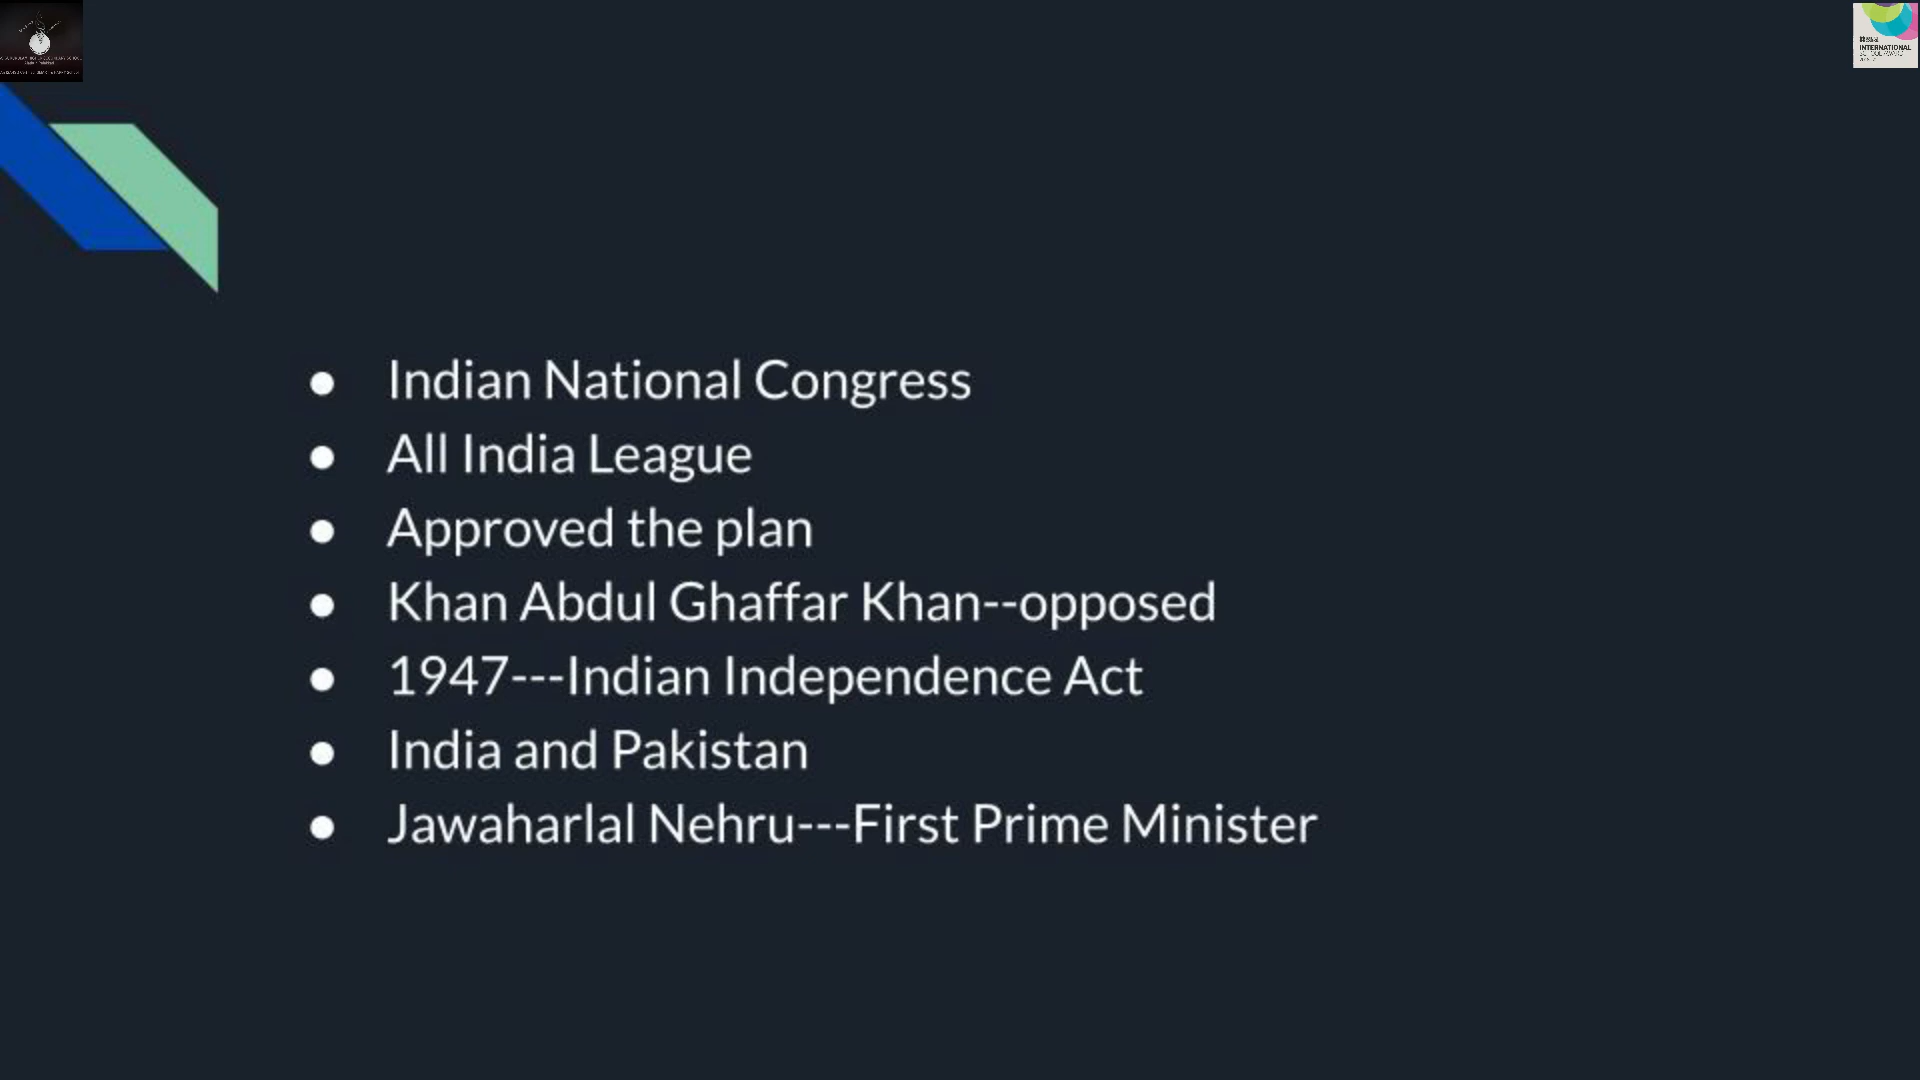 INTERNATIONAL
● Indian National Congress
● All India League
● Approved the plan
● Khan Abdul Ghaffar Khan--opposed
● 1947---Indian Independence Act
● India and Pakistan
● Jawaharlal Nehru---First Prime Minister